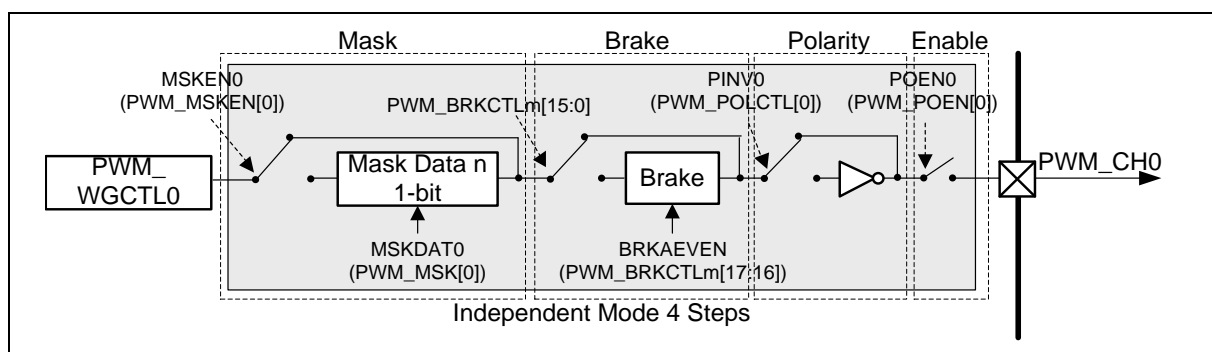 Mask
Brake
Polarity
Enable
MSKEN0
(PWM_MSKEN[0])
PWM_BRKCTLm[15:0]
PINV0
(PWM_POLCTL[0])
POEN0
(PWM_POEN[0])
PWM_
WGCTL0
Mask Data n
1-bit
Brake
PWM_CH0
MSKDAT0
(PWM_MSK[0])
BRKAEVEN
(PWM_BRKCTLm[17:16])
Independent Mode 4 Steps